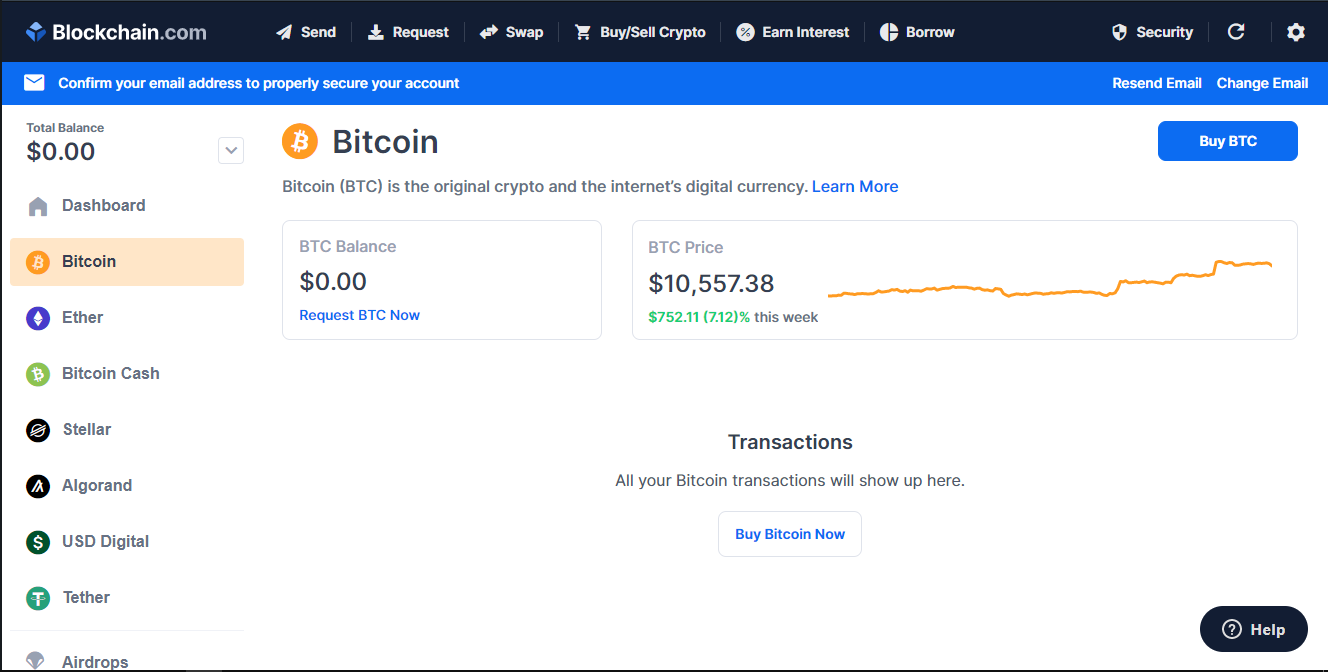 Blockchain.com
Send
Request
Swap
Buy/Sell Crypto
Earn Interest
Borrow
Security
Confirm your email address to properly secure your account
Resend Email
Change Email
Total Balance
$0.00
Dashboard
Bitcoin
Ether
Bitcoin Cash
Stellar
Algorand
USD Digital
Tether
Airdrops
Bitcoin
Buy BTC
Bitcoin (BTC) is the original crypto and the internet’s digital currency. Learn More
BTC Balance
$0.00
Request BTC Now
BTC Price
$10,557.38
$752.11 (7.12)% this week
Transactions
All your Bitcoin transactions will show up here.
Buy Bitcoin Now
Help